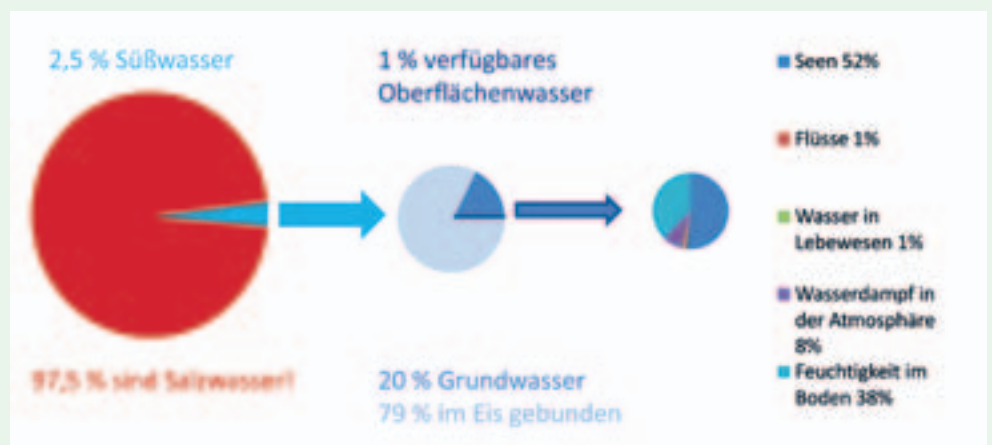 2,5 % Süßwasser
1 % verfügbares
Oberflächenwasser
97,5 % sind Salzwasser!
20 % Grundwasser
79 % im Eis gebunden
Seen 52%
Flüsse 1%
Wasser in
Lebewesen 1%
Wasserdampf in
der Atmosphäre
8%
Feuchtigkeit im
Boden 38%